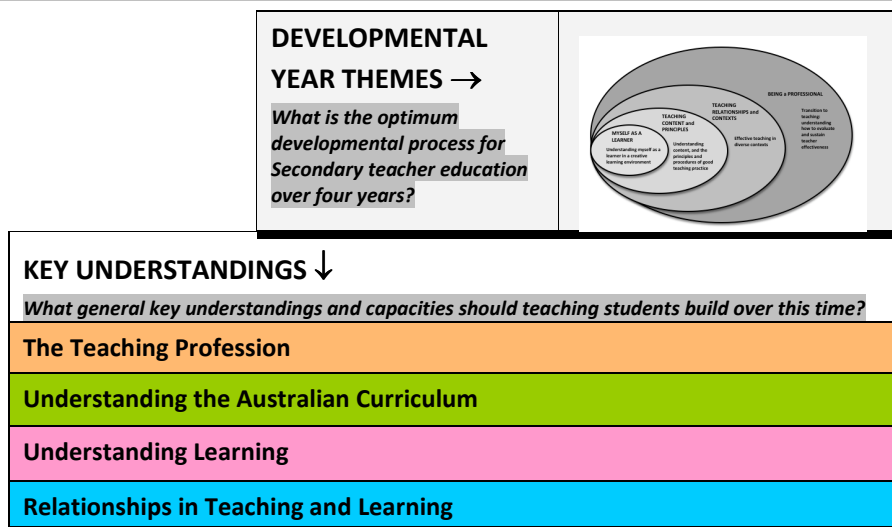 DEVELOPMENTAL
YEAR THEMES →
What is the optimum
developmental process for
Secondary teacher education
over four years?
BEING a PROFESSIONAL
Transition to
teaching:
understanding
how to evaluate
and sustain
teacher
effectiveness
TEACHING
RELATIONSHIPS and
CONTEXTS
Effective teaching in
diverse contexts
TEACHING
CONTENT and
PRINCIPLES
Understanding
content, and the
principles and
procedures of good
teaching practice
MYSELF AS A
LEARNER
Understanding myself as a
learner in a creative
learning environment
KEY UNDERSTANDINGS ↓
What general key understandings and capacities should teaching students build over this time?
The Teaching Profession
Understanding the Australian Curriculum
Understanding Learning
Relationships in Teaching and Learning